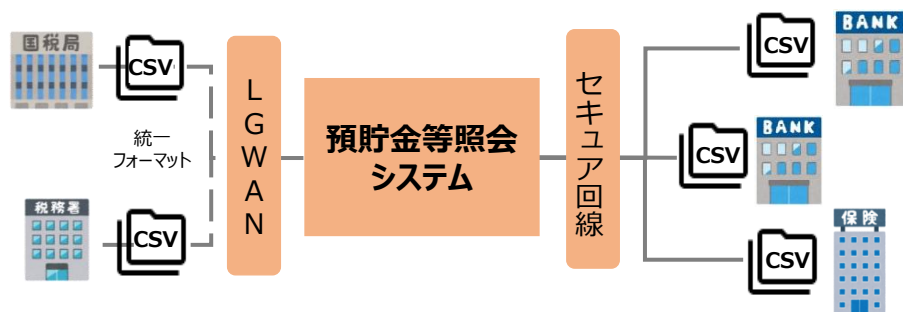 国税局
CSV
統一
フォーマット
税務署
CSV
LGWAN
預貯金等照会
システム
セキュア回線
CSV
BANK
CSV
BANK
CSV
保険